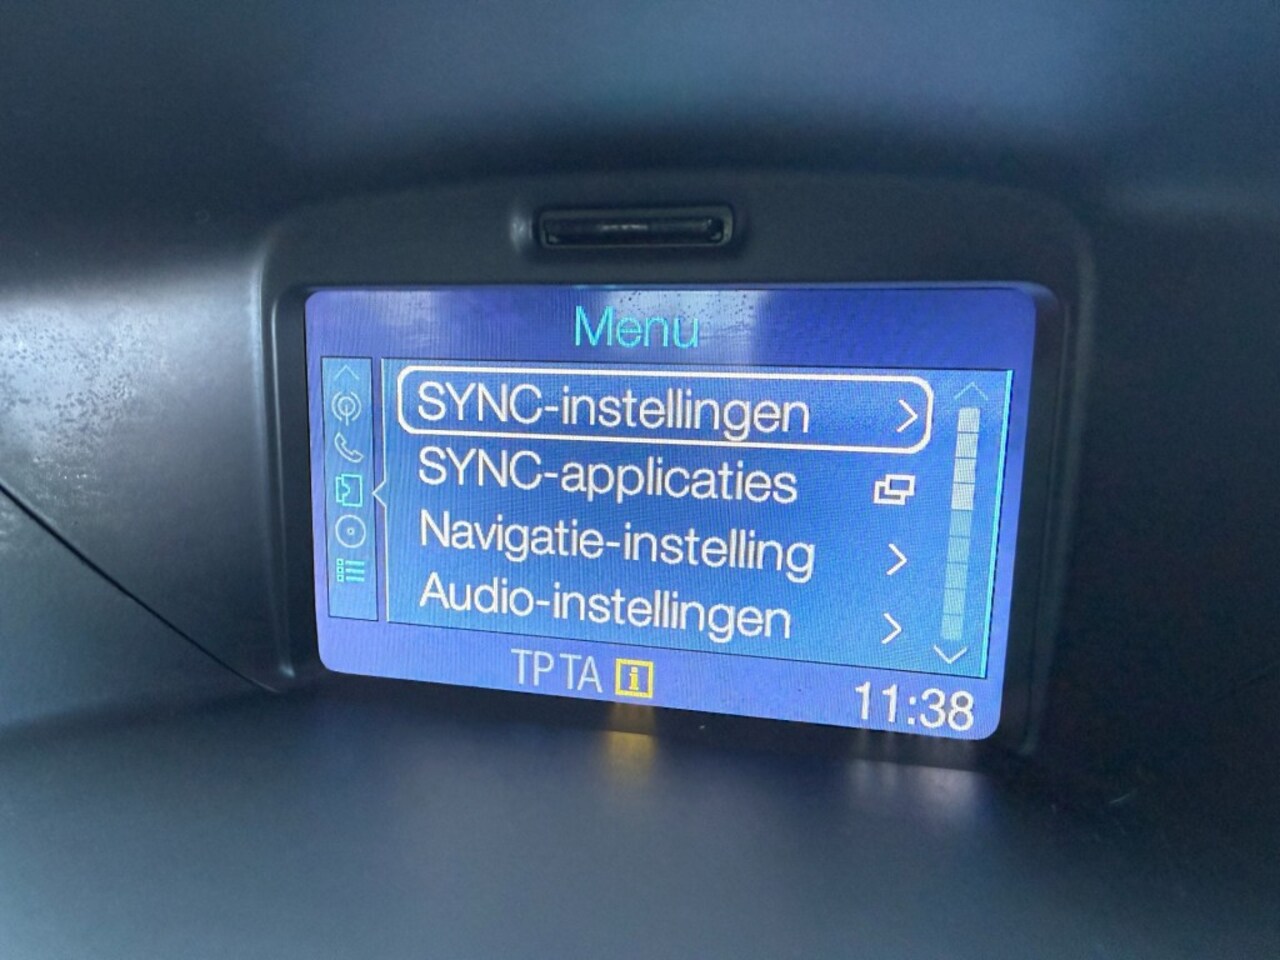 Menu
SYNC-instellingen
SYNC-applicaties
Navigatie-instelling
Audio-instellingen
TP TA i
11:38